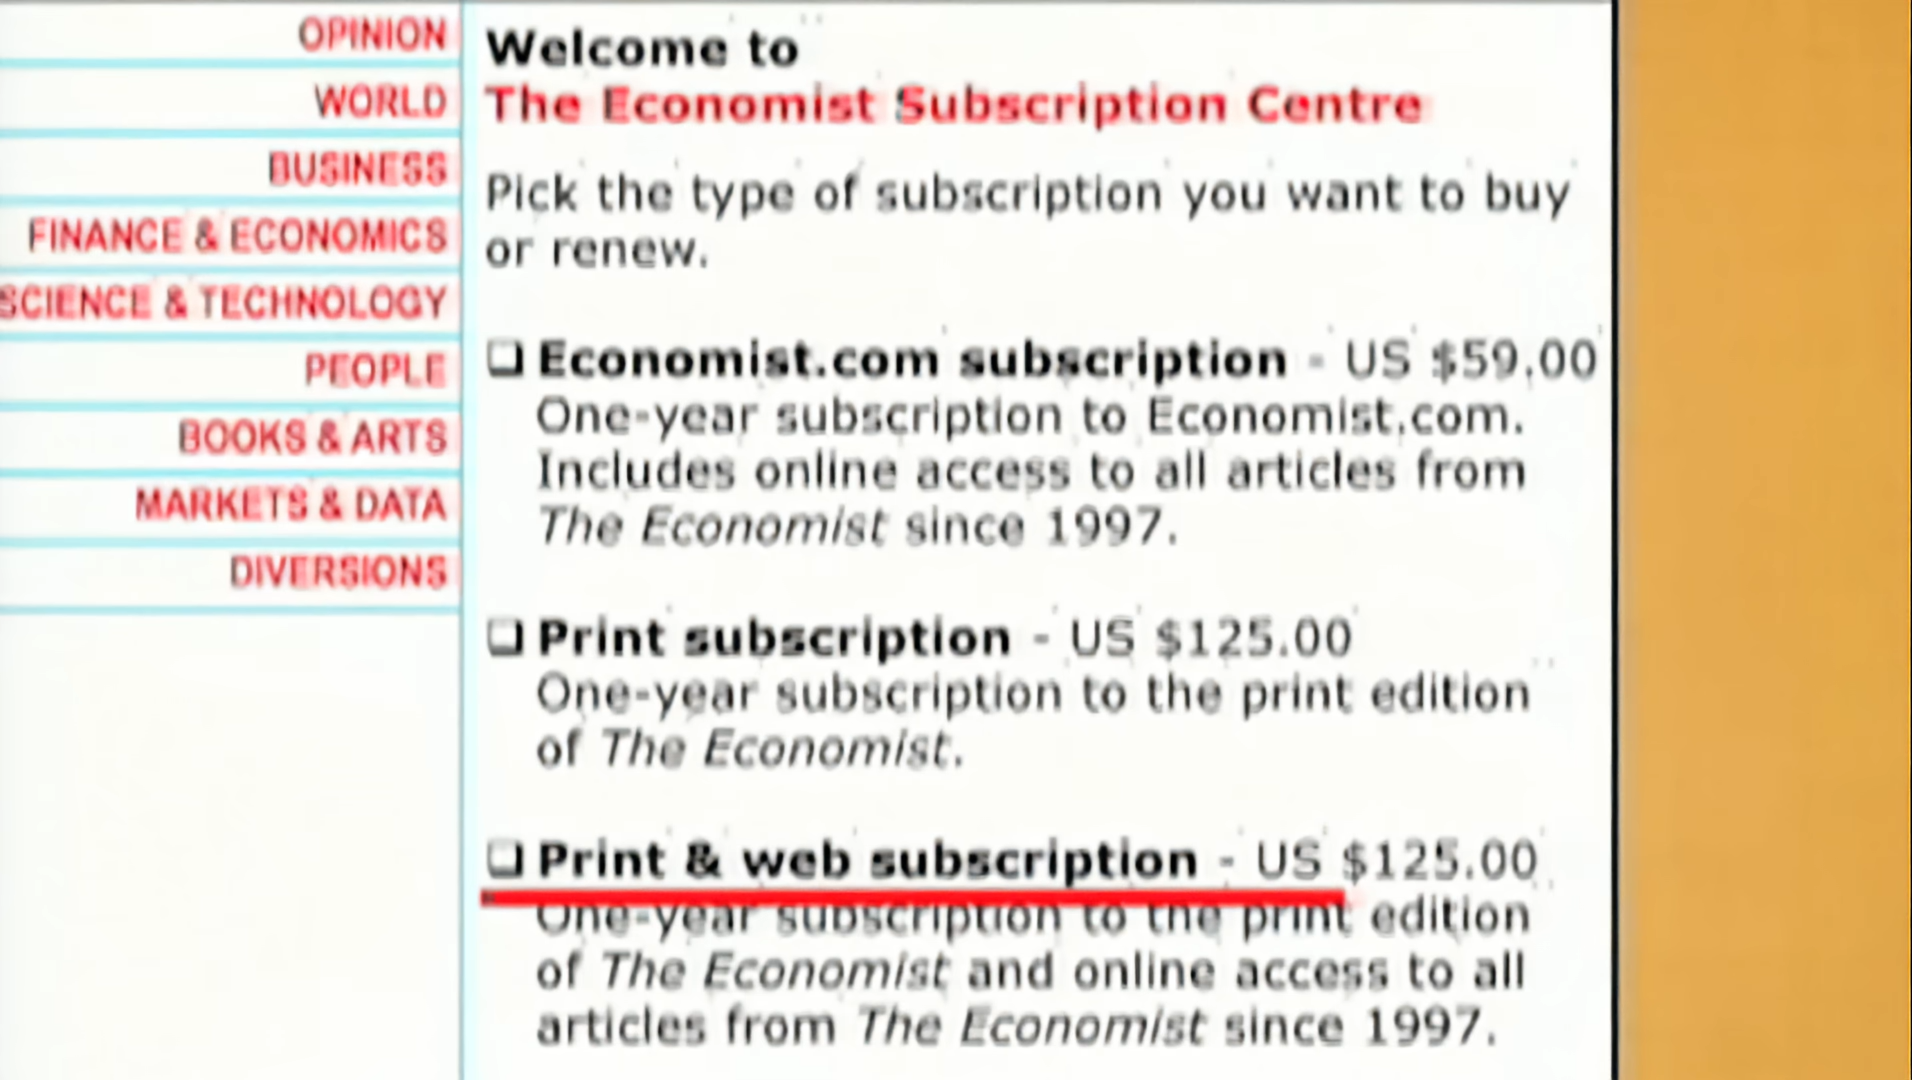 OPINION
WORLD
BUSINESS
FINANCE & ECONOMICS
SCIENCE & TECHNOLOGY
PEOPLE
BOOKS & ARTS
MARKETS & DATA
DIVERSIONS
Welcome to
The Economist Subscription Centre
Pick the type of subscription you want to buy
or renew.
❑ Economist.com subscription - US $59.00
One-year subscription to Economist.com.
Includes online access to all articles from
The Economist since 1997.
❑ Print subscription - US $125.00
One-year subscription to the print edition
of The Economist.
❑ Print & web subscription - US $125.00
One-year subscription to the print edition
of The Economist and online access to all
articles from The Economist since 1997.